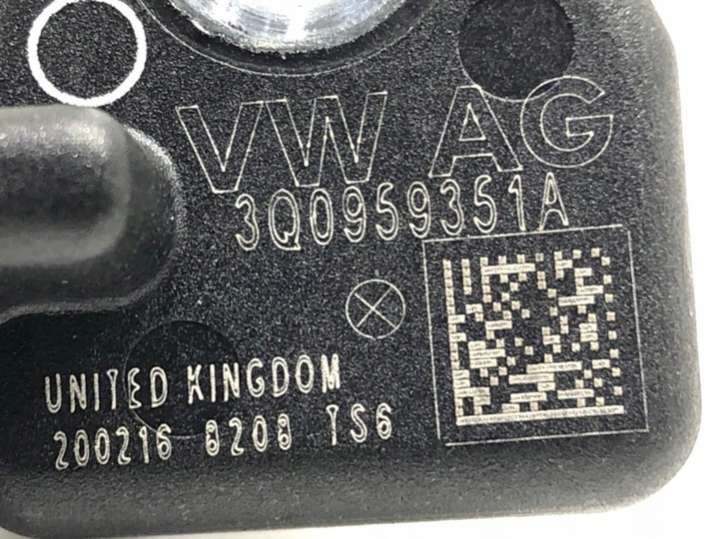 VW AG
3Q0959351A
UNITED KINGDOM
200216 8208 TS6